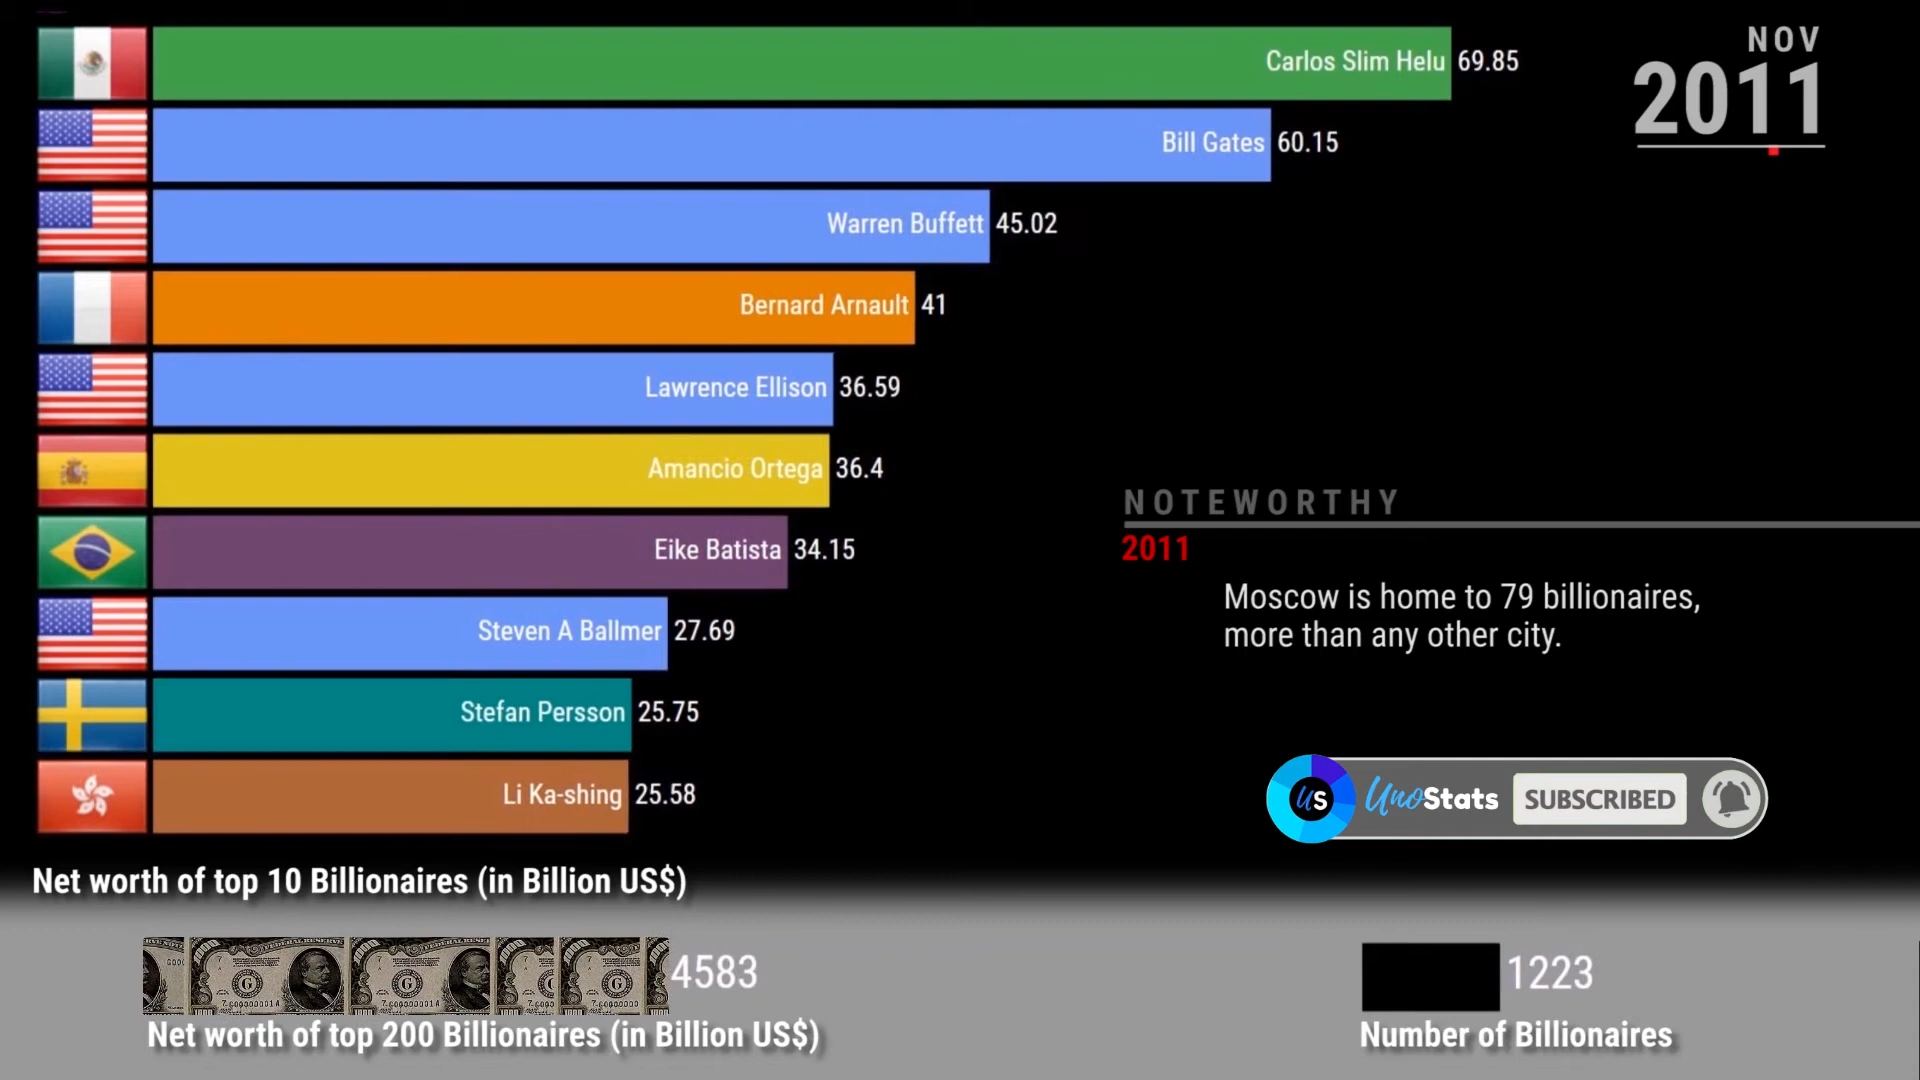 NOV
2011
Carlos Slim Helu 69.85
Bill Gates 60.15
Warren Buffett 45.02
Bernard Arnault 41
Lawrence Ellison 36.59
Amancio Ortega 36.4
Eike Batista 34.15
Steven A Ballmer 27.69
Stefan Persson 25.75
Li Ka-shing 25.58
NOTEWORTHY
2011
Moscow is home to 79 billionaires,
more than any other city.
US UnoStats SUBSCRIBED
Net worth of top 10 Billionaires (in Billion US$)
4583
Net worth of top 200 Billionaires (in Billion US$)
1223
Number of Billionaires